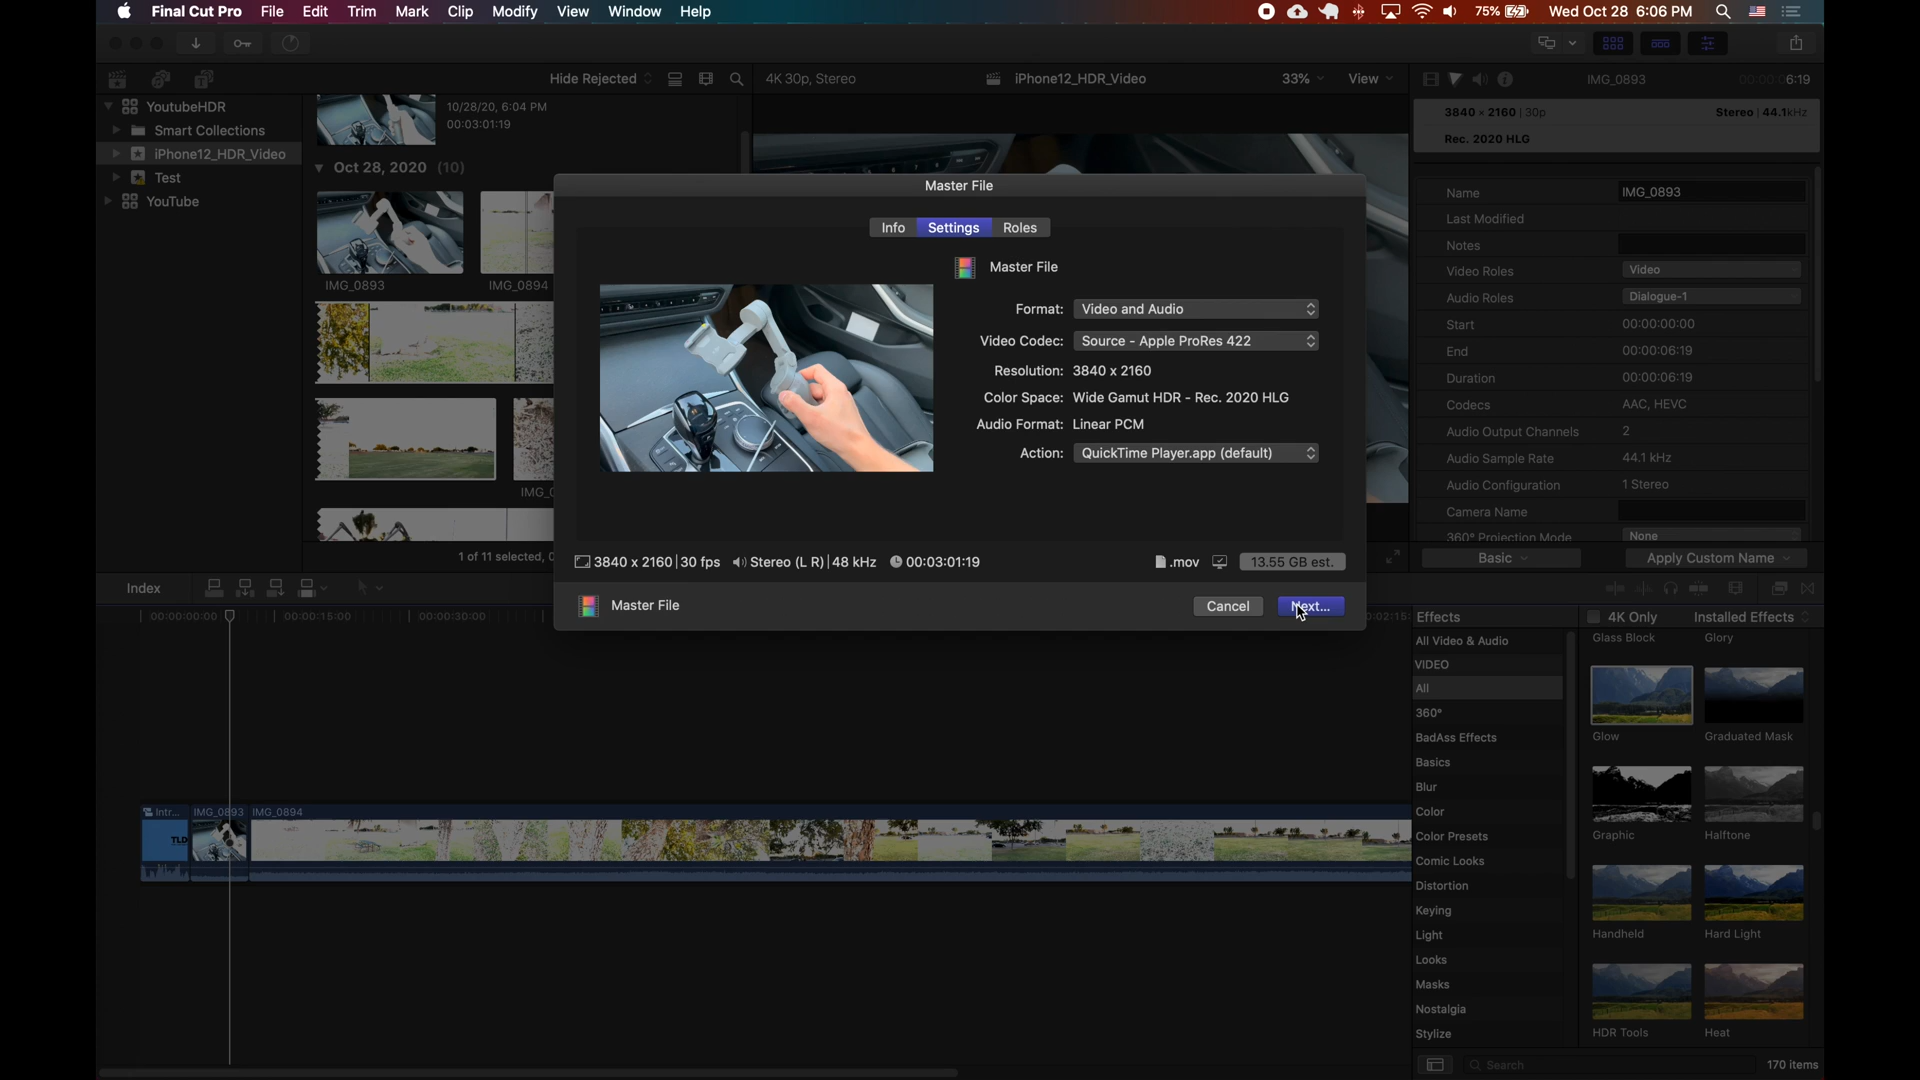 Final Cut Pro File Edit Trim Mark Clip Modify View Window Help 75% Wed Oct 28 6:06 PM
Hide Rejected 4K 30p, Stereo iPhone12_HDR_Video 33% View IMG_0893 00:00:06:19
YoutubeHDR
Smart Collections
iPhone12_HDR_Video
Test
YouTube
10/28/20, 6:04 PM
00:03:01:19
Oct 28, 2020 (10)
IMG_0893 IMG_0894
1 of 11 selected,
Master File
Info Settings Roles
Master File
Format: Video and Audio
Video Codec: Source - Apple ProRes 422
Resolution: 3840 x 2160
Color Space: Wide Gamut HDR - Rec. 2020 HLG
Audio Format: Linear PCM
Action: QuickTime Player.app (default)
3840 x 2160 | 30 fps Stereo (L R) | 48 kHz 00:03:01:19 .mov 13.55 GB est.
Master File Cancel Next...
3840 × 2160 | 30p Stereo | 44.1kHz
Rec. 2020 HLG
Name IMG_0893
Last Modified
Notes
Video Roles Video
Audio Roles Dialogue-1
Start 00:00:00:00
End 00:00:06:19
Duration 00:00:06:19
Codecs AAC, HEVC
Audio Output Channels 2
Audio Sample Rate 44.1 kHz
Audio Configuration 1 Stereo
Camera Name
360° Projection Mode None
Basic Apply Custom Name
Index
00:00:00:00 00:00:15:00 00:00:30:00
Intr... IMG_0893 IMG_0894
TLD
Effects 4K Only Installed Effects
All Video & Audio
VIDEO
All
360°
BadAss Effects
Basics
Blur
Color
Color Presets
Comic Looks
Distortion
Keying
Light
Looks
Masks
Nostalgia
Stylize
Glass Block Glory
Glow Graduated Mask
Graphic Halftone
Handheld Hard Light
HDR Tools Heat
Search 170 items